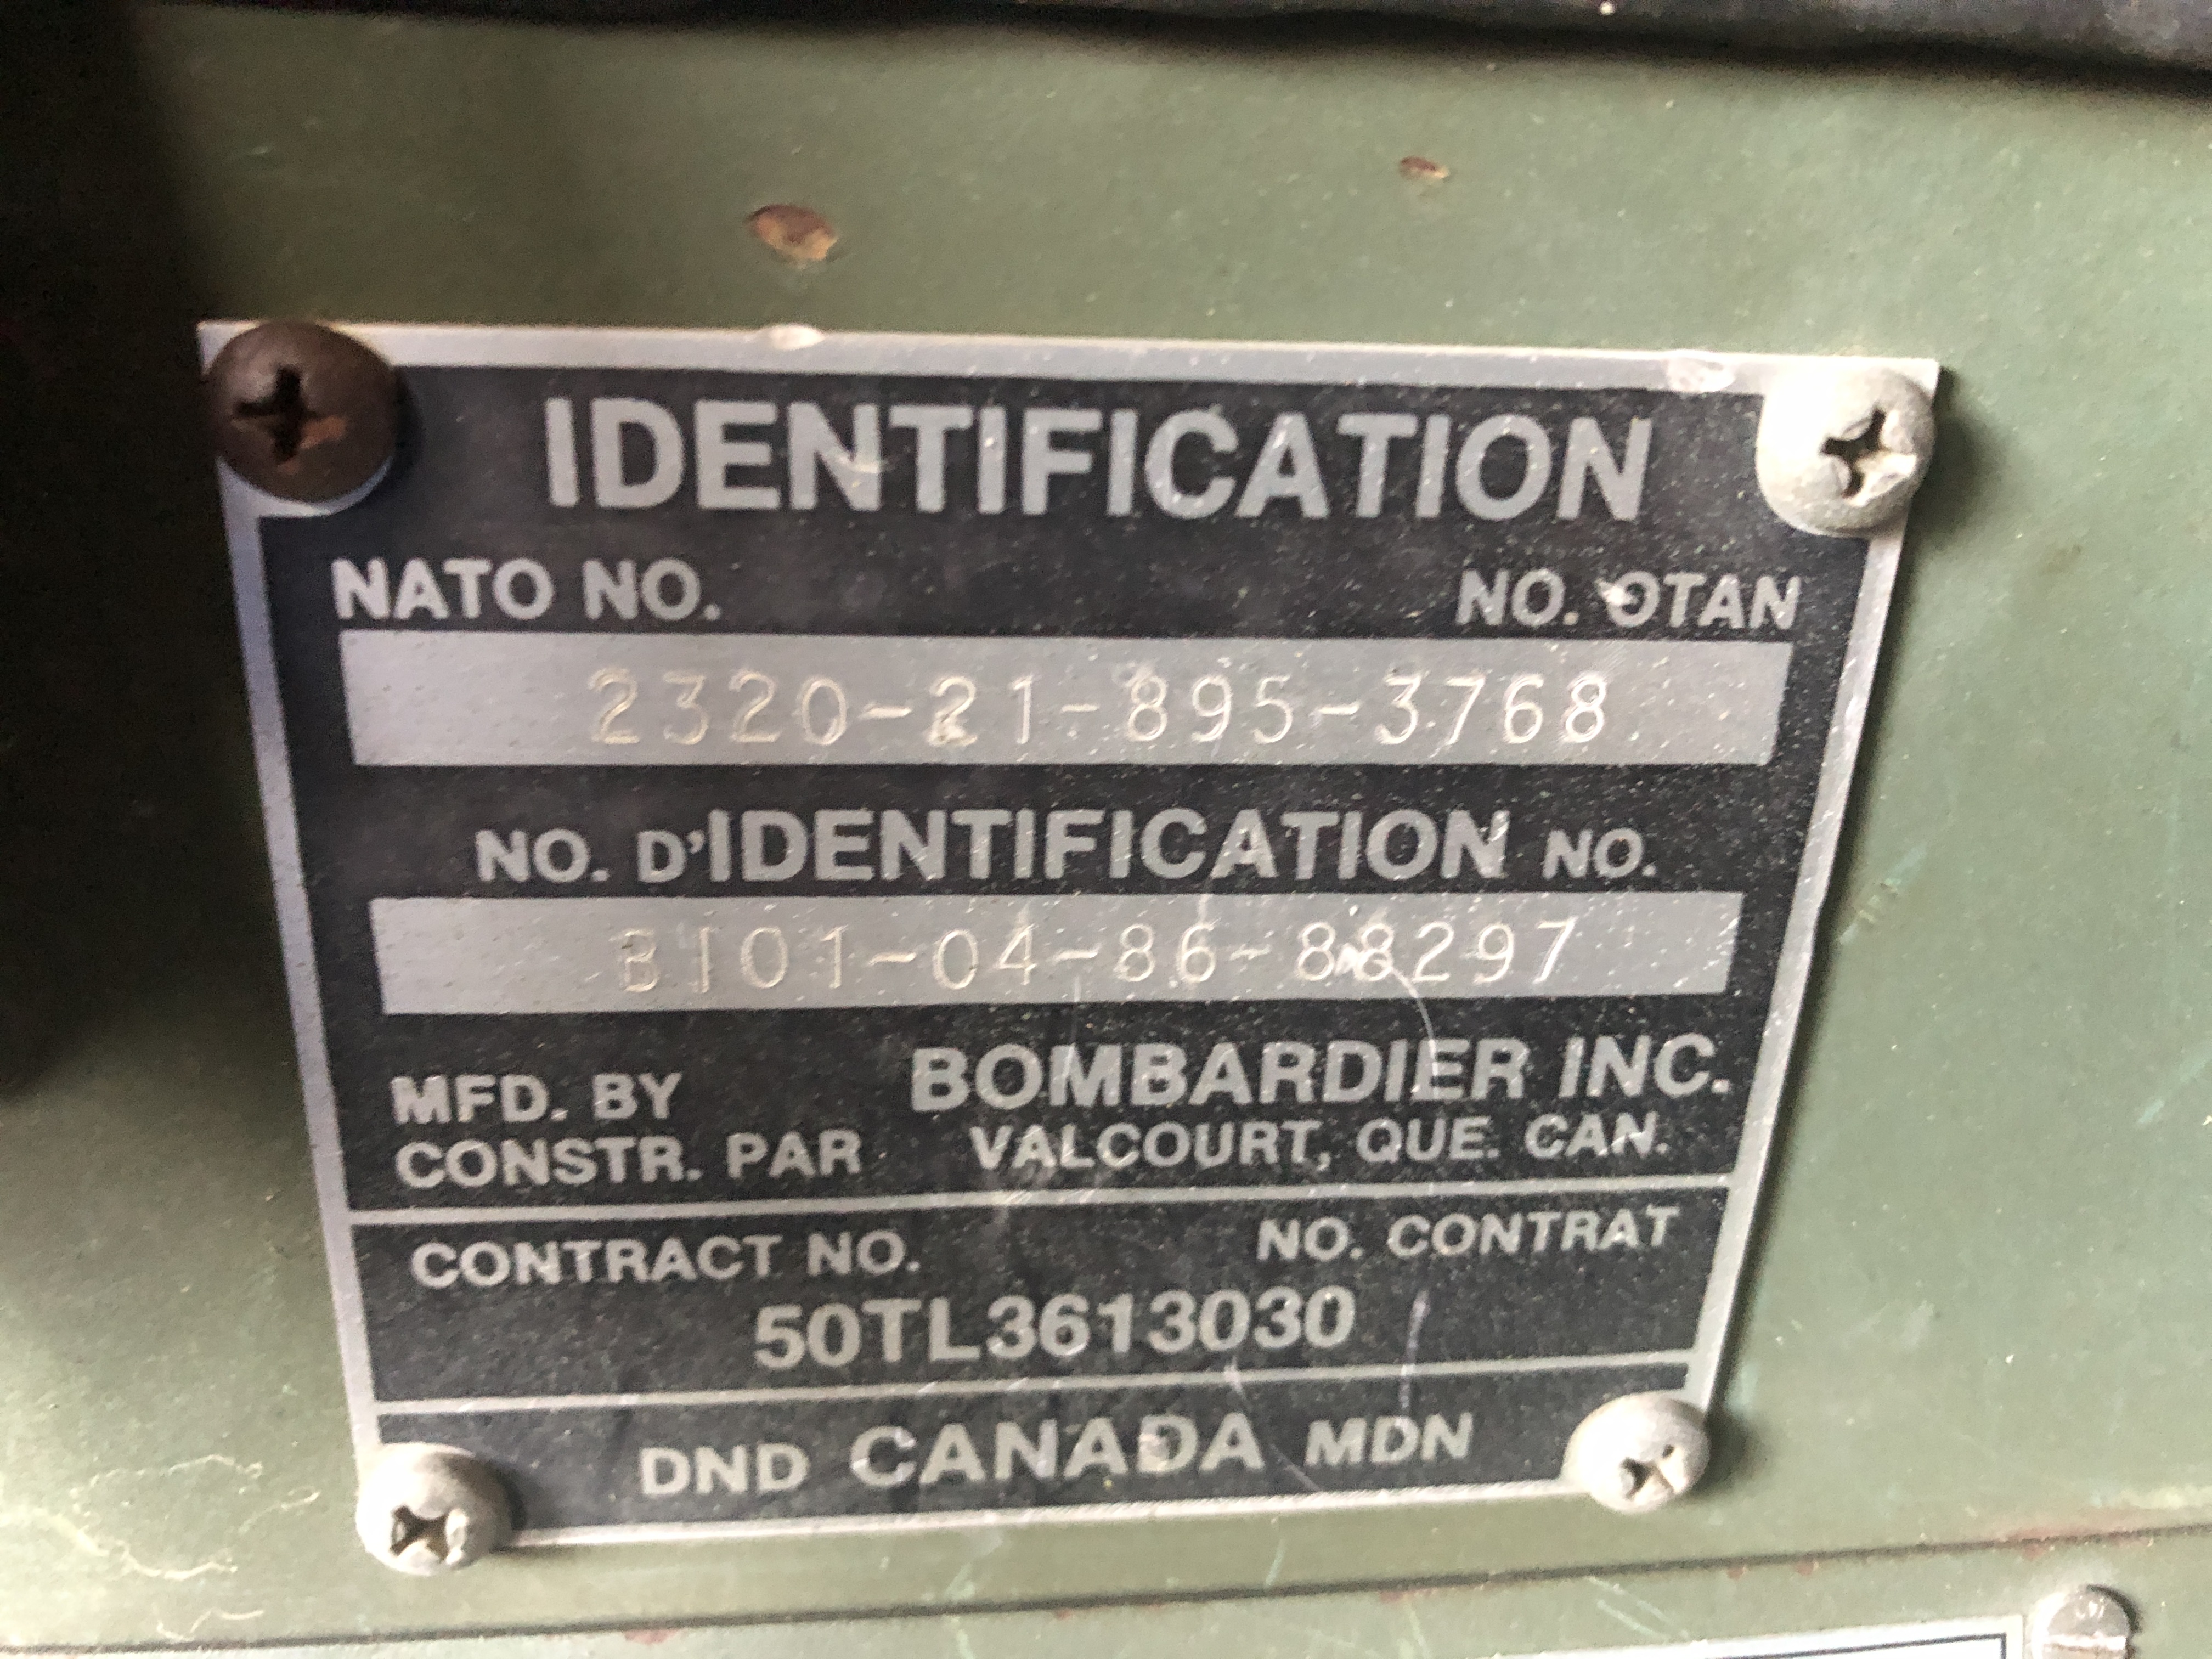 IDENTIFICATION
NATO NO. NO. OTAN
2320-21-895-3768
NO. D'IDENTIFICATION NO.
B101-04-86-88297
MFD. BY BOMBARDIER INC.
CONSTR. PAR VALCOURT, QUE. CAN.
CONTRACT NO. NO. CONTRAT
50TL3613030
DND CANADA MDN